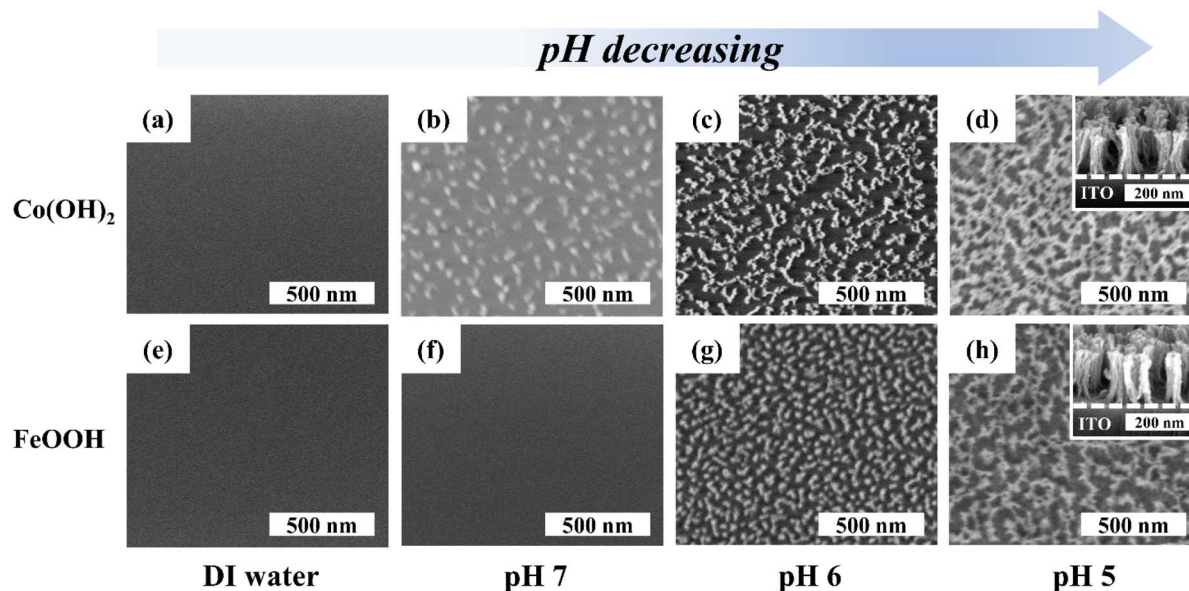 pH decreasing
(a)
(b)
(c)
(d)
ITO
200 nm
Co(OH)2
500 nm
500 nm
500 nm
500 nm
(e)
(f)
(g)
(h)
ITO
200 nm
FeOOH
500 nm
500 nm
500 nm
500 nm
DI water
pH 7
pH 6
pH 5